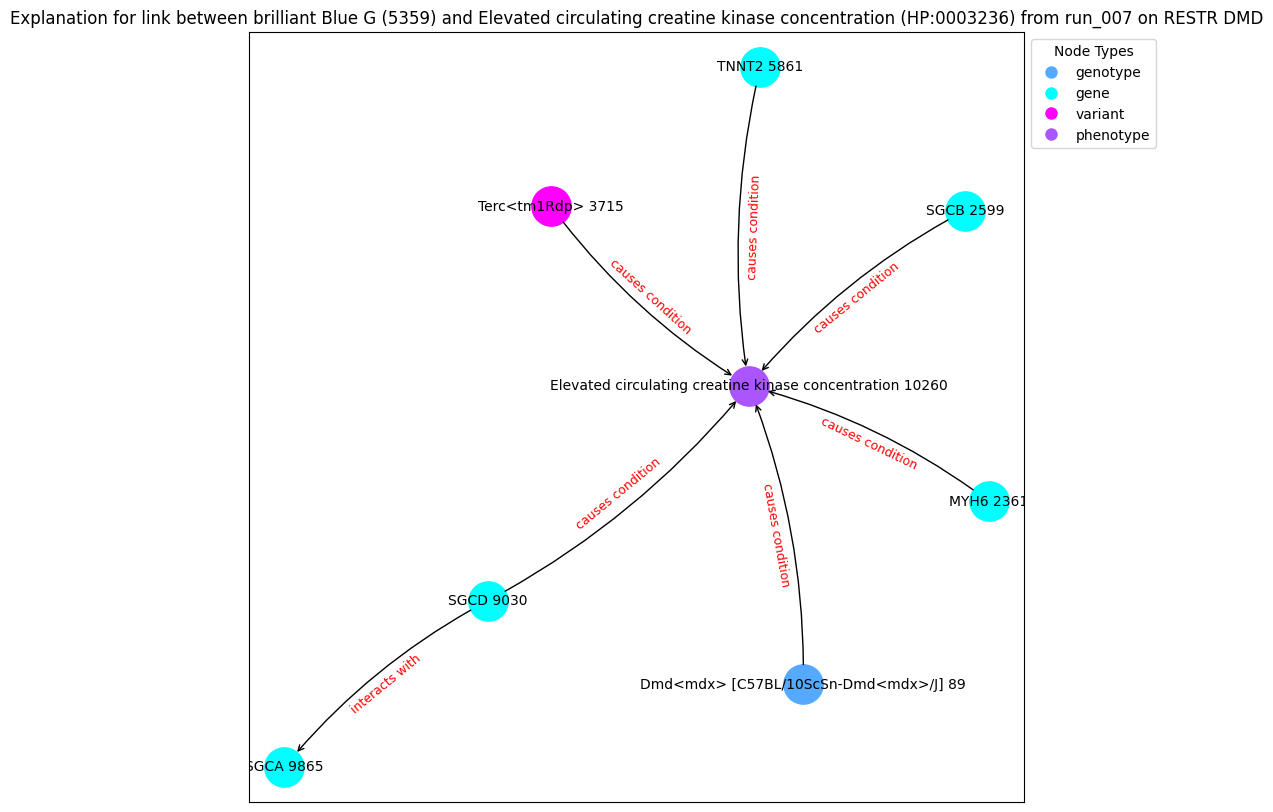 Explanation for link between brilliant Blue G (5359) and Elevated circulating creatine kinase concentration (HP:0003236) from run_007 on RESTR DMD
Node Types
genotype
gene
variant
phenotype
TNNT2 5861
Terc<tm1Rdp> 3715
SGCB 2599
causes condition
causes condition
causes condition
Elevated circulating creatine kinase concentration 10260
causes condition
MYH6 2361
causes condition
causes condition
SGCD 9030
interacts with
Dmd<mdx> [C57BL/10ScSn-Dmd<mdx>/J] 89
SGCA 9865